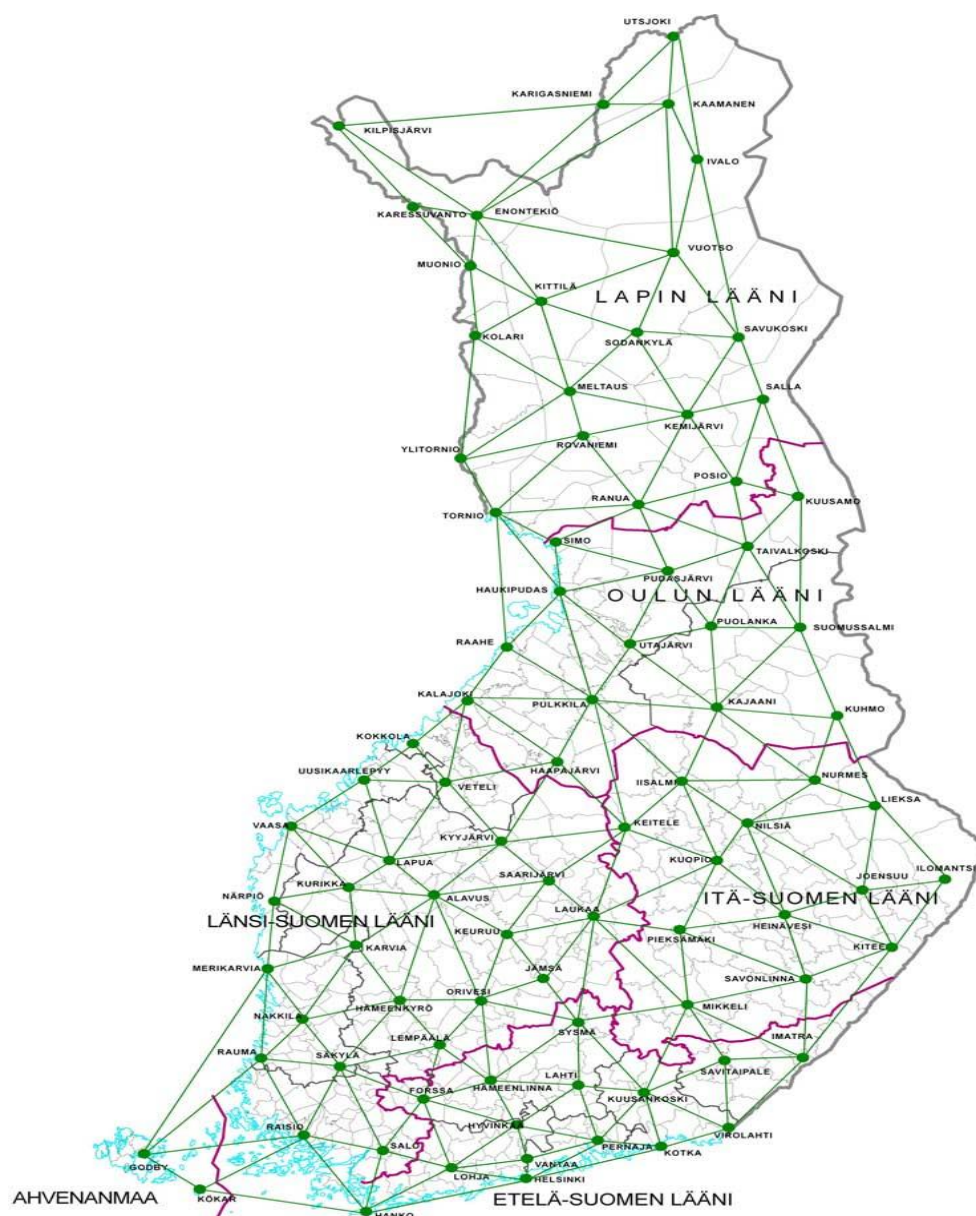 UTSJOKI
KARIGASNIEMI
KAAMANEN
KILPISJÄRVI
IVALO
KARESSUVANTO
ENONTEKIÖ
VUOTSO
MUONIO
KITTILÄ
LAPIN LÄÄNI
KOLARI
SODANKYLÄ
SAVUKOSKI
MELTAUS
SALLA
KEMIJÄRVI
ROVANIEMI
YLITORNIO
POSIO
RANUA
KUUSAMO
TORNIO
SIMO
TAIVALKOSKI
PUDASJÄRVI
HAUKIPUDAS
OULUN LÄÄNI
PUOLANKA
SUOMUSSALMI
RAAHE
UTAJÄRVI
KALAJOKI
PULKKILA
KAJAANI
KUHMO
KOKKOLA
HAAPAJÄRVI
UUSIKAARLEPYY
VETELI
IISALMI
NURMES
LIEKSA
VAASA
KEITELE
NILSIÄ
KYYJÄRVI
LAPUA
KUOPIO
SAARIJÄRVI
JOENSUU
ILOMANTSI
KURIKKA
NÄRPIÖ
ALAVUS
ITÄ-SUOMEN LÄÄNI
LÄNSI-SUOMEN LÄÄNI
LAUKAA
HEINÄVESI
KEURUU
PIEKSÄMÄKI
KARVIA
KITEE
MERIKARVIA
JÄMSÄ
SAVONLINNA
ORIVESI
HÄMEENKYRÖ
MIKKELI
NAKKILA
SYSMÄ
LEMPÄÄLÄ
IMATRA
RAUMA
SÄKYLÄ
SAVITAIPALE
LAHTI
HÄMEENLINNA
FORSSA
KUUSANKOSKI
HYVINKÄÄ
RAISIO
VIROLAHTI
SALO
PERNAJA
KOTKA
GODBY
VANTAA
LOHJA
HELSINKI
AHVENANMAA
KÖKAR
ETELÄ-SUOMEN LÄÄNI
HANKO